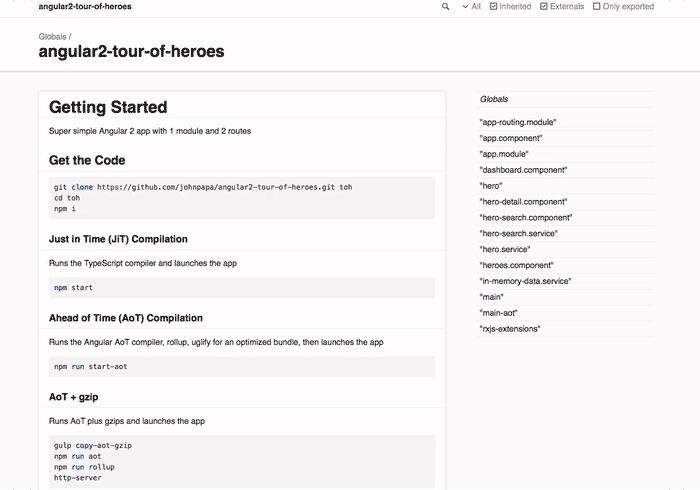 angular2-tour-of-heroes
All Inherited Externals Only exported
Globals /
angular2-tour-of-heroes
Getting Started
Super simple Angular 2 app with 1 module and 2 routes
Get the Code
git clone https://github.com/johnpapa/angular2-tour-of-heroes.git toh
cd toh
npm i
Just in Time (JiT) Compilation
Runs the TypeScript compiler and launches the app
npm start
Ahead of Time (AoT) Compilation
Runs the Angular AoT compiler, rollup, uglify for an optimized bundle, then launches the app
npm run start-aot
AoT + gzip
Runs AoT plus gzips and launches the app
gulp copy-aot-gzip
npm run aot
npm run rollup
http-server
Globals
"app-routing.module"
"app.component"
"app.module"
"dashboard.component"
"hero"
"hero-detail.component"
"hero-search.component"
"hero-search.service"
"hero.service"
"heroes.component"
"in-memory-data.service"
"main"
"main-aot"
"rxjs-extensions"